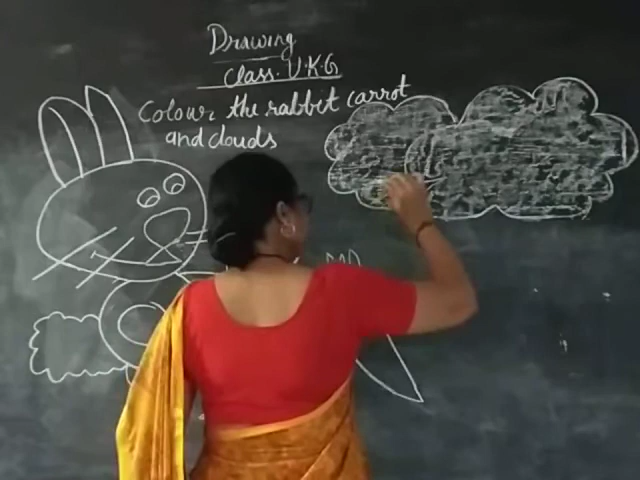 Drawing
Class. U.K.G
Colour the rabbit carrot
and clouds